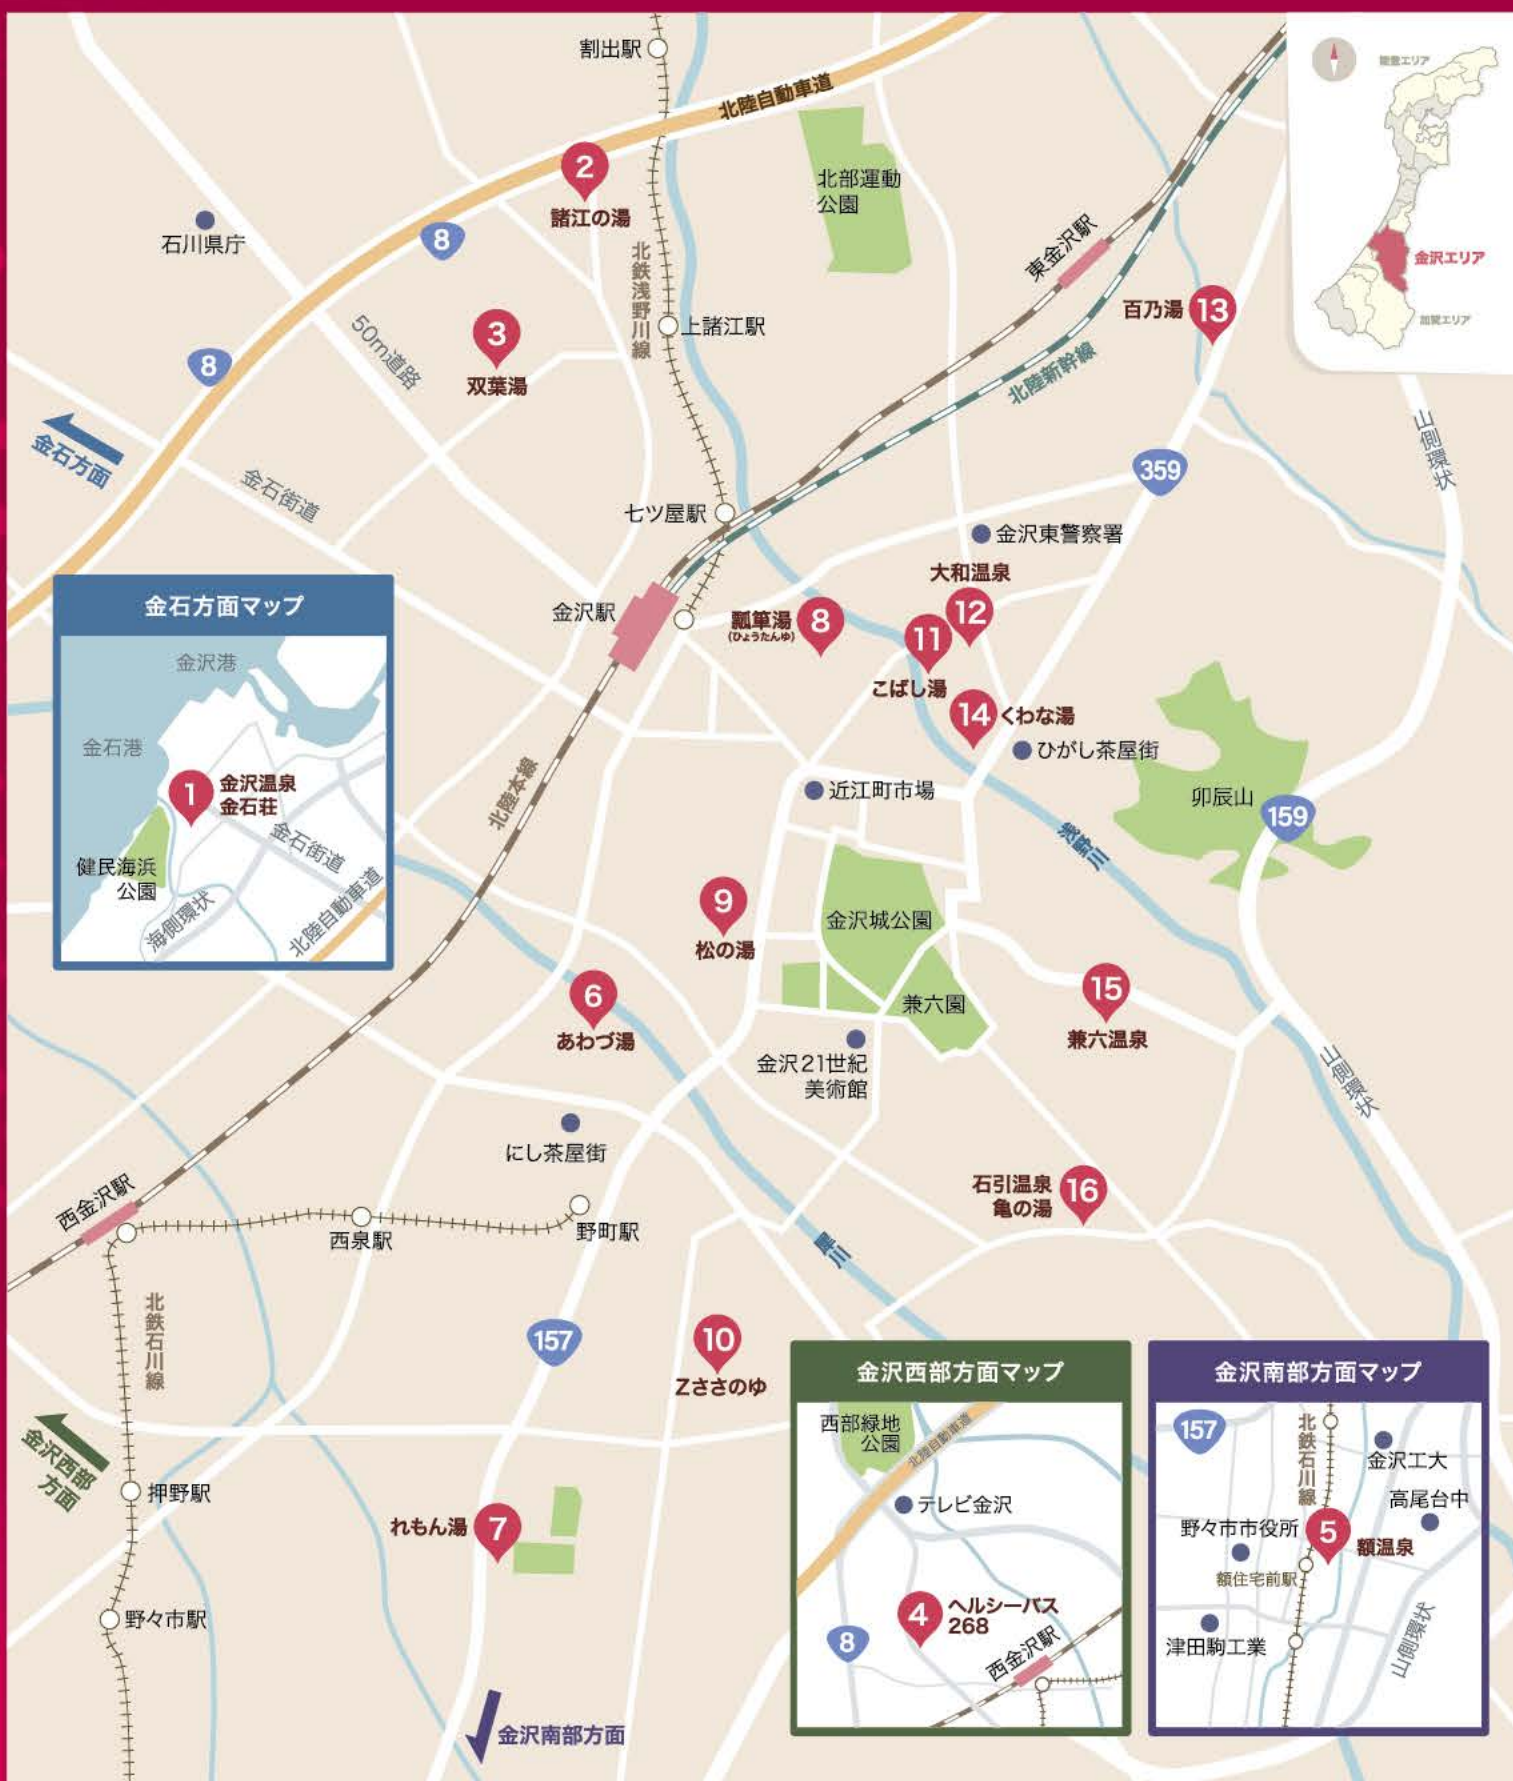 割出駅
北陸自動車道
能登エリア
金沢エリア
加賀エリア
2
諸江の湯
北部運動
公園
石川県庁
8
北鉄浅野川線
東金沢駅
百乃湯
13
3
双葉湯
上諸江駅
50m道路
8
北陸新幹線
金石方面
金石街道
山側環状
359
七ツ屋駅
金沢東警察署
大和温泉
12
金沢駅
瓢箪湯
(ひょうたんゆ)
8
11
こばし湯
14
くわな湯
ひがし茶屋街
近江町市場
卯辰山
159
北陸本線
浅野川
金石方面マップ
金沢港
金石港
1
金沢温泉
金石荘
金石街道
健民海浜
公園
海側環状
北陸自動車道
9
松の湯
金沢城公園
兼六園
6
あわづ湯
15
兼六温泉
金沢21世紀
美術館
山側環状
にし茶屋街
西金沢駅
西泉駅
野町駅
石引温泉
亀の湯
16
犀川
北鉄石川線
157
10
Zささのゆ
金沢西部
方面
押野駅
れもん湯
7
野々市駅
金沢南部方面
金沢西部方面マップ
西部緑地
公園
北陸自動車道
テレビ金沢
4
ヘルシーバス
268
8
西金沢駅
金沢南部方面マップ
157
北鉄石川線
金沢工大
高尾台中
野々市市役所
5
額温泉
額住宅前駅
津田駒工業
山側環状